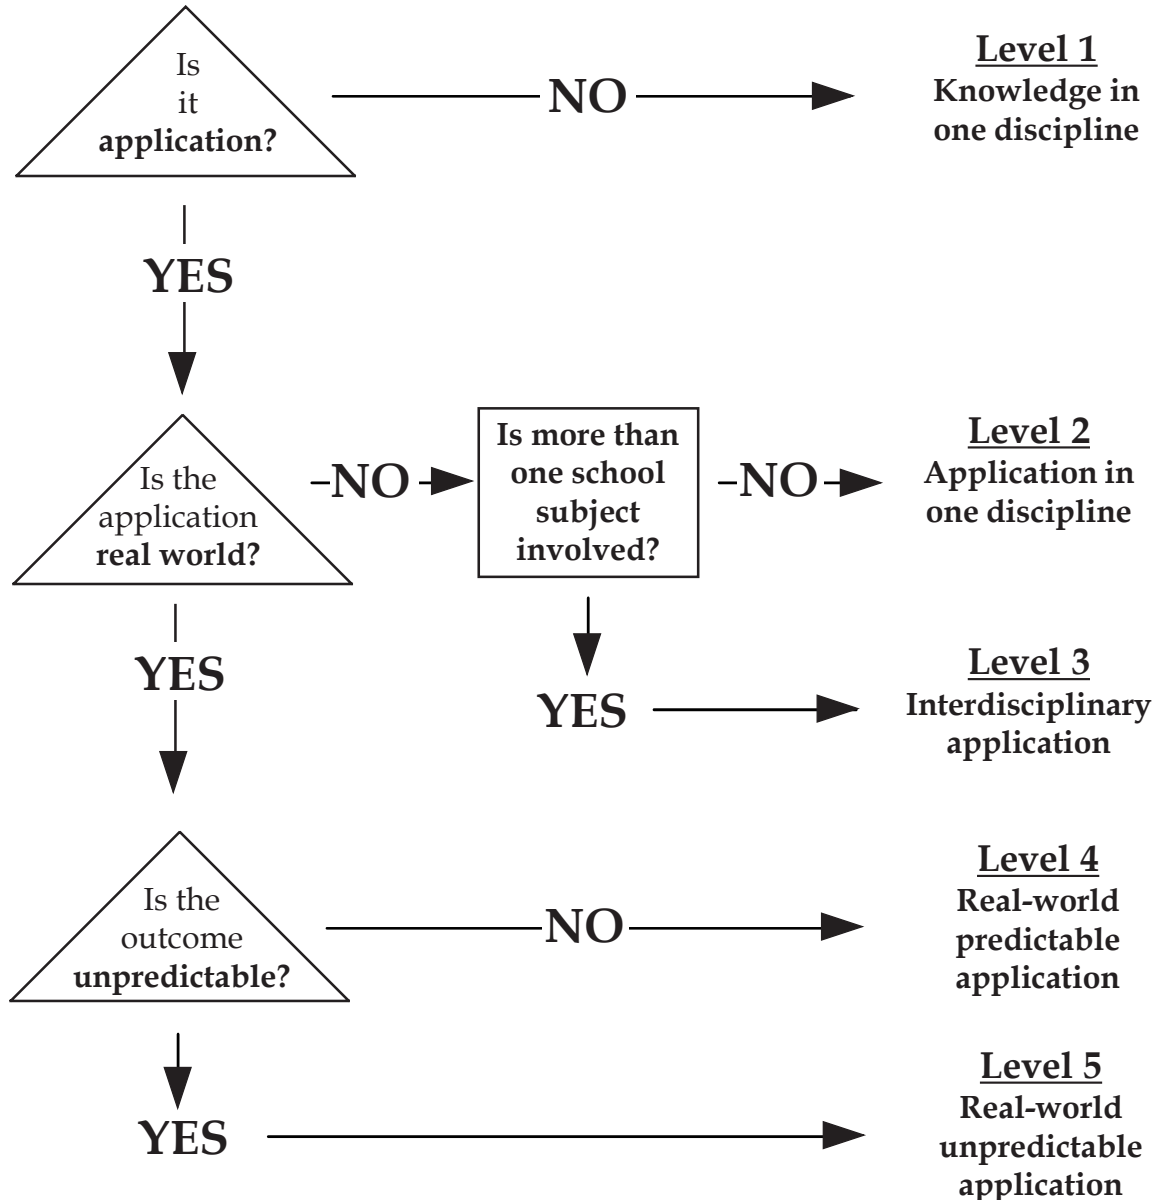 Is
it
application?
NO
Level 1
Knowledge in
one discipline
YES
Is the
application
real world?
NO
Is more than
one school
subject
involved?
NO
Level 2
Application in
one discipline
YES
YES
Level 3
Interdisciplinary
application
Is the
outcome
unpredictable?
NO
Level 4
Real-world
predictable
application
YES
Level 5
Real-world
unpredictable
application